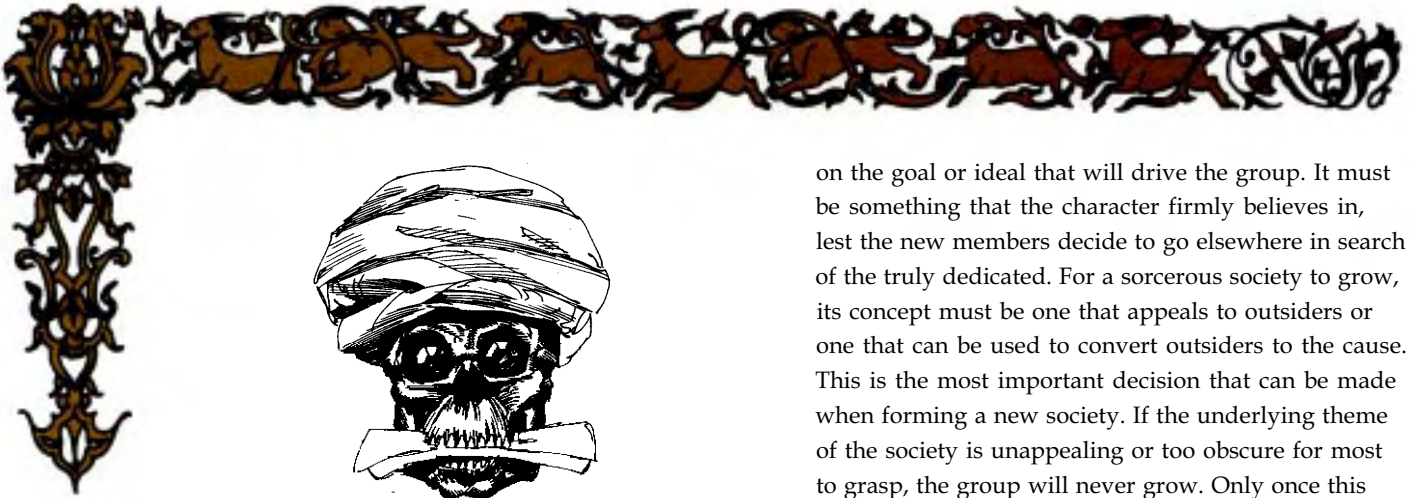 on the goal or ideal that will drive the group. It must
be something that the character firmly believes in,
lest the new members decide to go elsewhere in search
of the truly dedicated. For a sorcerous society to grow,
its concept must be one that appeals to outsiders or
one that can be used to convert outsiders to the cause.
This is the most important decision that can be made
when forming a new society. If the underlying theme
of the society is unappealing or too obscure for most
to grasp, the group will never grow. Only once this